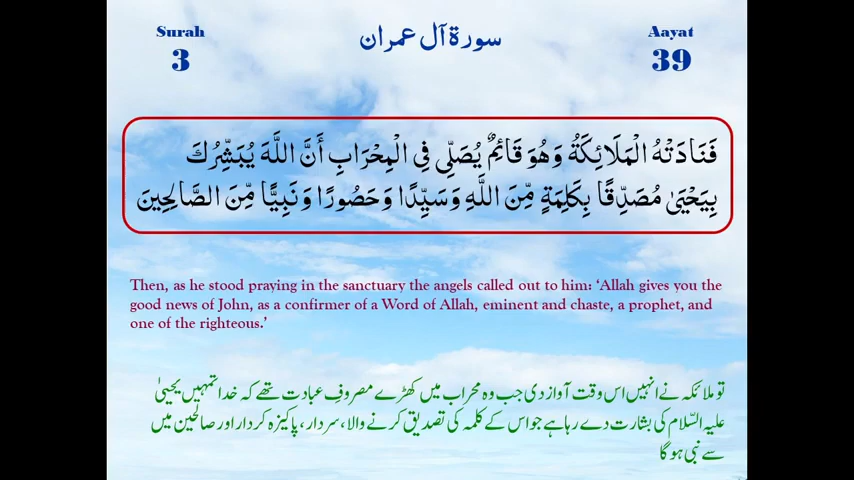 Surah
3
سورة آل عمران
Aayat
39
فَنَادَتْهُ الْمَلَائِكَةُ وَهُوَ قَائِمٌ يُصَلِّي فِي الْمِحْرَابِ أَنَّ اللَّهَ يُبَشِّرُكَ
بِيَحْيَىٰ مُصَدِّقًا بِكَلِمَةٍ مِّنَ اللَّهِ وَسَيِّدًا وَحَصُورًا وَنَبِيًّا مِّنَ الصَّالِحِينَ
Then, as he stood praying in the sanctuary the angels called out to him: ‘Allah gives you the
good news of John, as a confirmer of a Word of Allah, eminent and chaste, a prophet, and
one of the righteous.’
تو ملائکہ نے انہیں اس وقت آواز دی جب وہ محراب میں کھڑے مصروفِ عبادت تھے کہ خدا تمہیں یحییٰ
علیہ السّلام کی بشارت دے رہا ہے جو اس کے کلمہ کی تصدیق کرنے والا، سردار، پاکیزہ کردار اور صالحین میں
سے نبی ہوگا